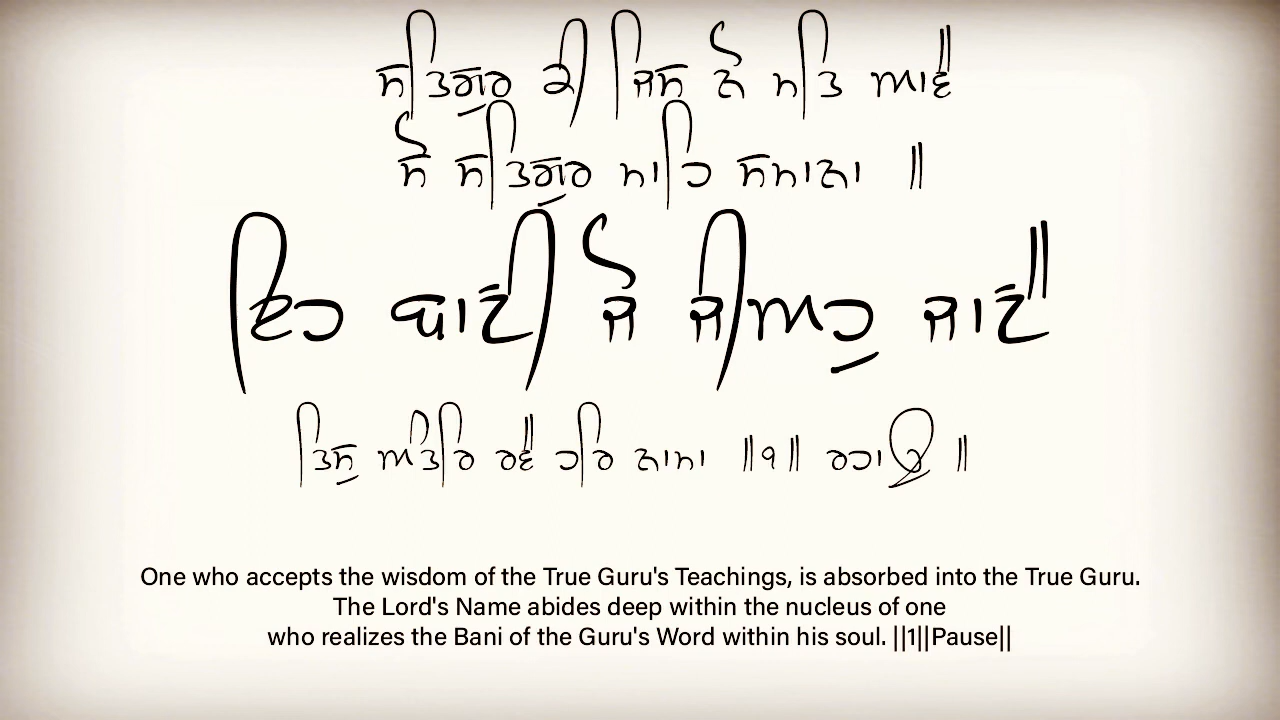 ਸਤਿਗੁਰ ਕੀ ਜਿਸ ਨੋ ਮਤਿ ਆਵੈ
ਸੋ ਸਤਿਗੁਰ ਮਾਹਿ ਸਮਾਨਾ ॥
ਇਹ ਬਾਣੀ ਜੋ ਜੀਅਹੁ ਜਾਣੈ
ਤਿਸੁ ਅੰਤਰਿ ਰਵੈ ਹਰਿ ਨਾਮਾ ॥੧॥ ਰਹਾਉ ॥
One who accepts the wisdom of the True Guru's Teachings, is absorbed into the True Guru.
The Lord's Name abides deep within the nucleus of one
who realizes the Bani of the Guru's Word within his soul. ||1||Pause||